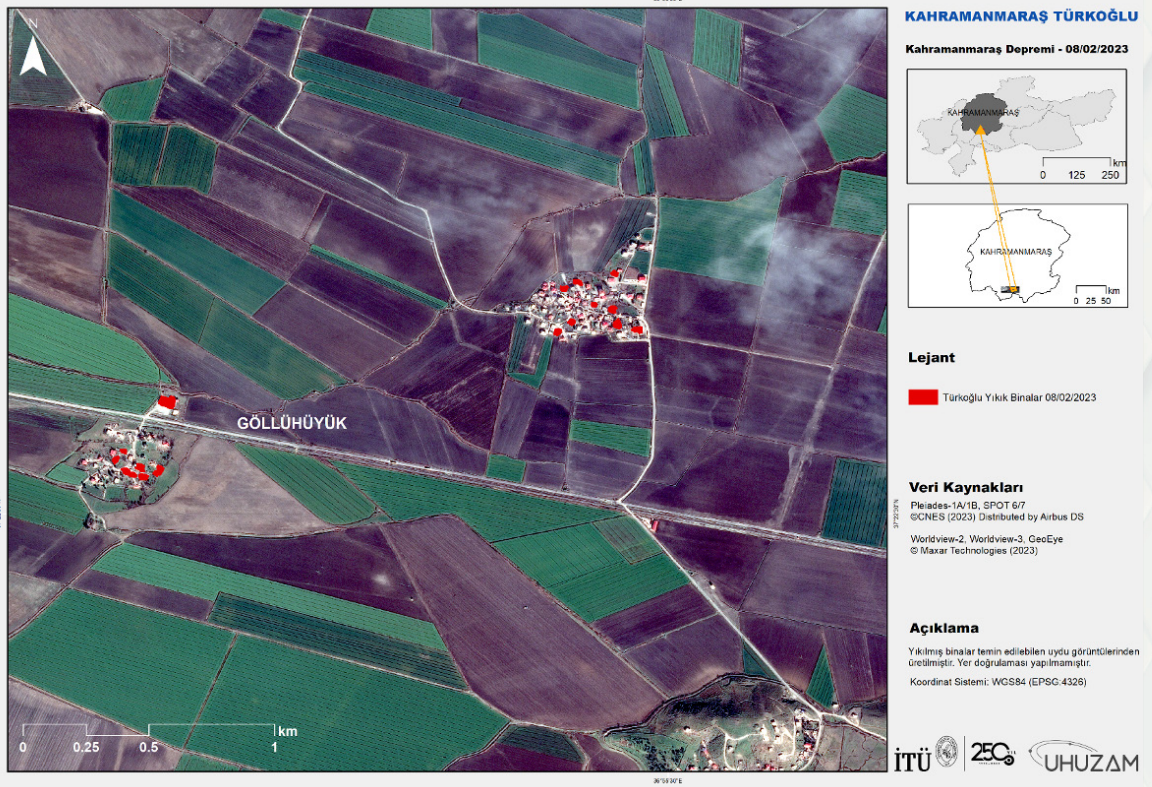 KAHRAMANMARAŞ TÜRKOĞLU
Kahramanmaraş Depremi - 08/02/2023
N
KAHRAMANMARAŞ
km
0 125 250
KAHRAMANMARAŞ
km
0 25 50
Lejant
Türkoğlu Yıkık Binalar 08/02/2023
GÖLLÜHÜYÜK
Veri Kaynakları
Pleiades-1A/1B, SPOT 6/7
©CNES (2023) Distributed by Airbus DS
Worldview-2, Worldview-3, GeoEye
© Maxar Technologies (2023)
Açıklama
Yıkılmış binalar temin edilebilen uydu görüntülerinden
üretilmiştir. Yer doğrulaması yapılmamıştır.
Koordinat Sistemi: WGS84 (EPSG:4326)
km
0 0.25 0.5 1
İTÜ
250
UHUZAM